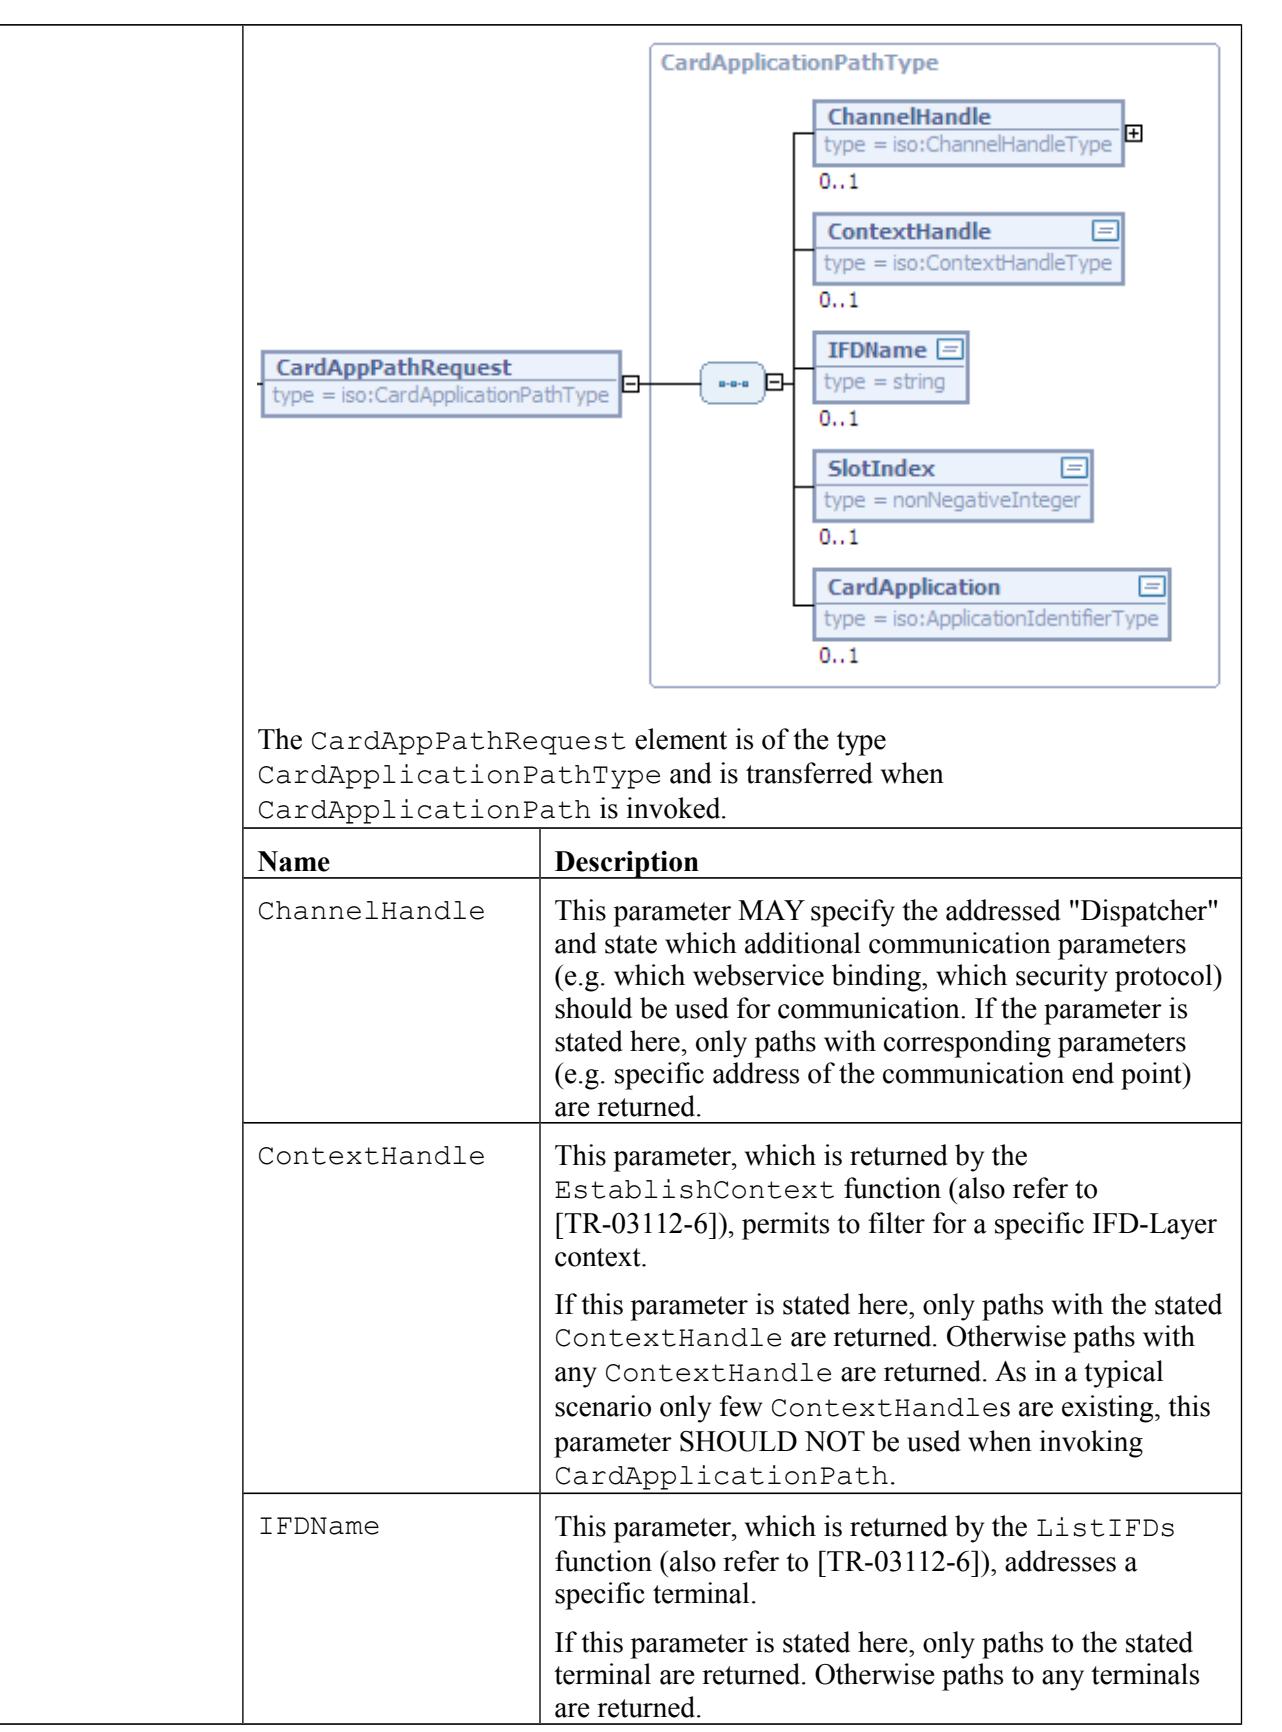 CardApplicationPathType
ChannelHandle
type = iso:ChannelHandleType
0..1
ContextHandle
type = iso:ContextHandleType
0..1
IFDName
type = string
0..1
CardAppPathRequest
type = iso:CardApplicationPathType
SlotIndex
type = nonNegativeInteger
0..1
CardApplication
type = iso:ApplicationIdentifierType
0..1
The CardAppPathRequest element is of the type
CardApplicationPathType and is transferred when
CardApplicationPath is invoked.
Name Description
ChannelHandle This parameter MAY specify the addressed "Dispatcher"
and state which additional communication parameters
(e.g. which webservice binding, which security protocol)
should be used for communication. If the parameter is
stated here, only paths with corresponding parameters
(e.g. specific address of the communication end point)
are returned.
ContextHandle This parameter, which is returned by the
EstablishContext function (also refer to
[TR-03112-6]), permits to filter for a specific IFD-Layer
context.
If this parameter is stated here, only paths with the stated
ContextHandle are returned. Otherwise paths with
any ContextHandle are returned. As in a typical
scenario only few ContextHandles are existing, this
parameter SHOULD NOT be used when invoking
CardApplicationPath.
IFDName This parameter, which is returned by the ListIFDs
function (also refer to [TR-03112-6]), addresses a
specific terminal.
If this parameter is stated here, only paths to the stated
terminal are returned. Otherwise paths to any terminals
are returned.